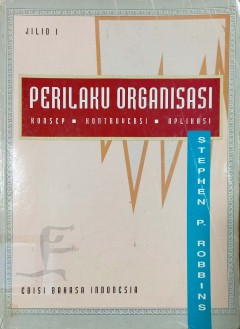 JILID I
PERILAKU ORGANISASI
KONSEP ■ KONTROVERSI ■ APLIKASI
STEPHEN P. ROBBINS
EDISI BAHASA INDONESIA